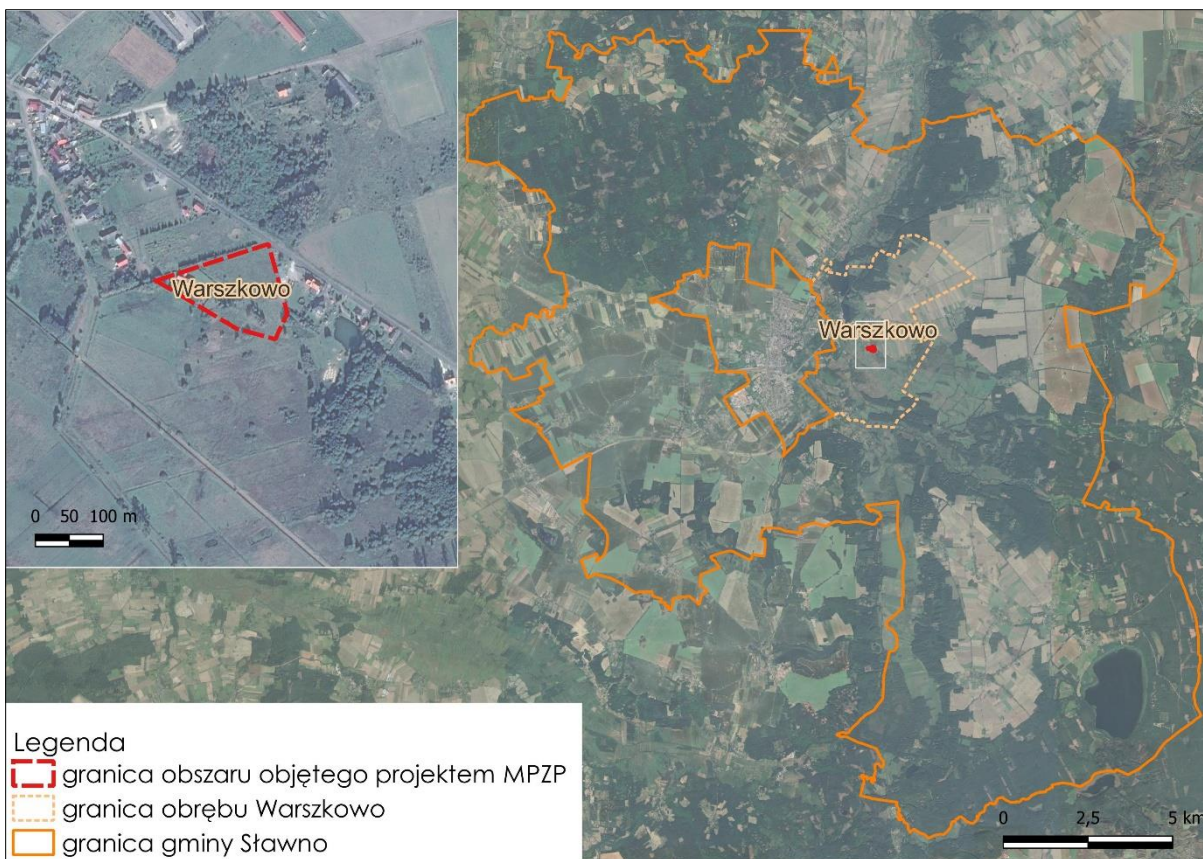 Warszkowo
0 50 100 m
Warszkowo
Legenda
granica obszaru objętego projektem MPZP
granica obrębu Warszkowo
granica gminy Sławno
0 2,5 5 km